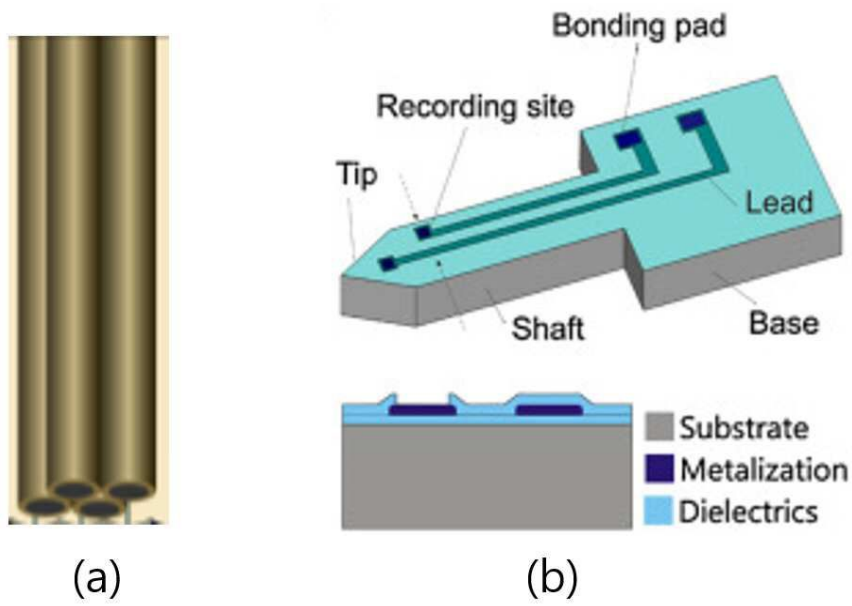 Bonding pad
Recording site
Tip
Lead
Shaft
Base
Substrate
Metalization
Dielectrics
(a)
(b)